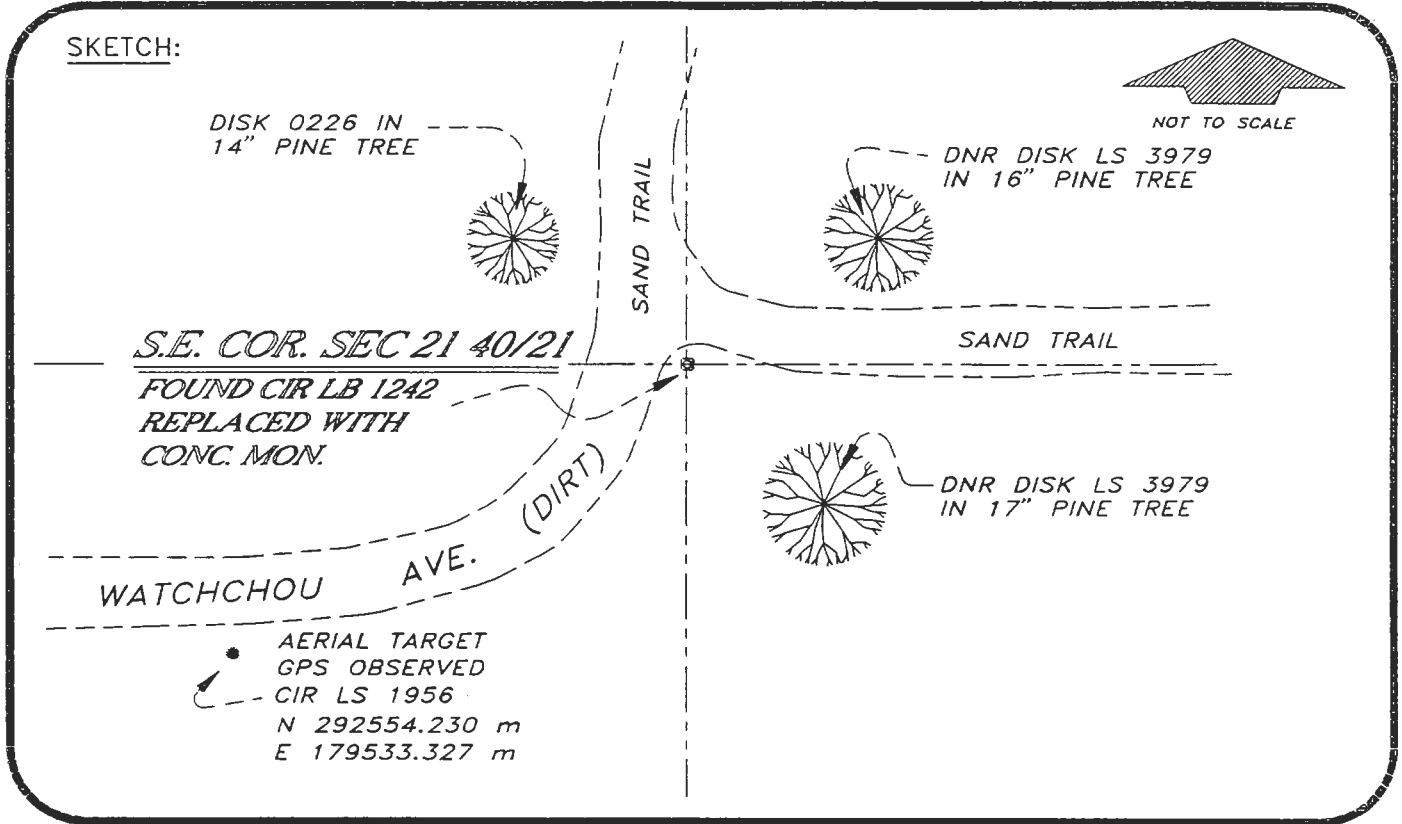 SKETCH:
NOT TO SCALE
DISK 0226 IN
14" PINE TREE
DNR DISK LS 3979
IN 16" PINE TREE
SAND TRAIL
SAND TRAIL
S.E. COR. SEC 21 40/21
FOUND CIR LB 1242
REPLACED WITH
CONC. MON.
DNR DISK LS 3979
IN 17" PINE TREE
WATCHCHOU AVE. (DIRT)
AERIAL TARGET
GPS OBSERVED
CIR LS 1956
N 292554.230 m
E 179533.327 m